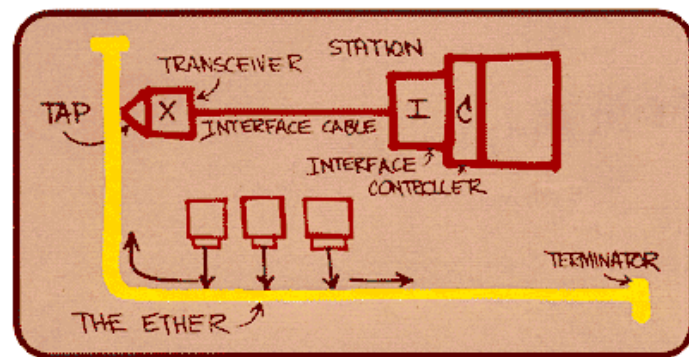 STATION
TRANSCEIVER
TAP
X
I
C
INTERFACE CABLE
INTERFACE
CONTROLLER
TERMINATOR
THE ETHER